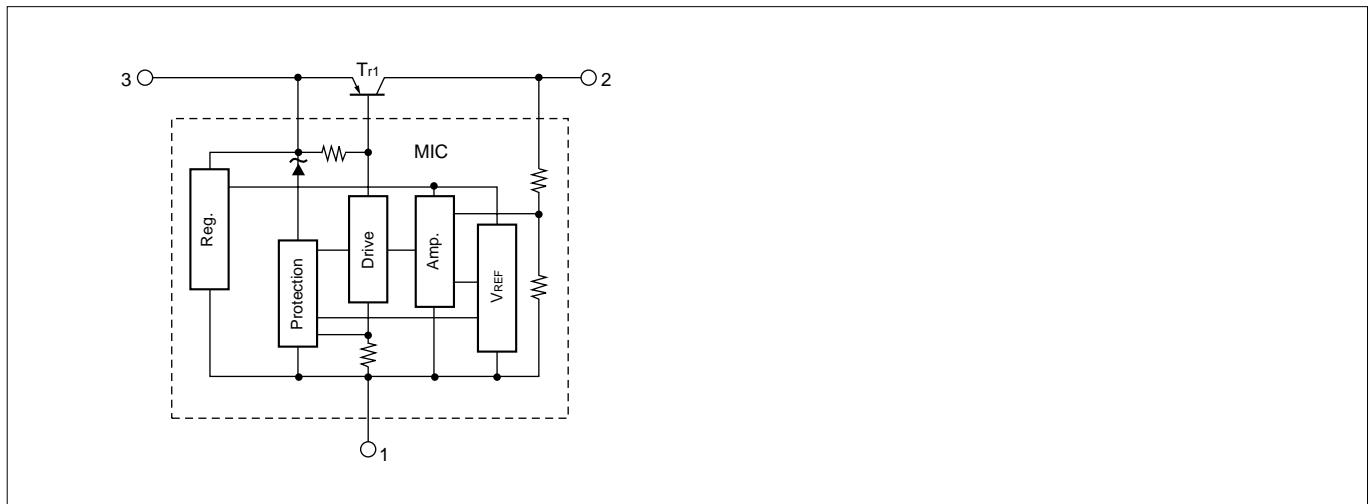 Tr1
3
2
MIC
Reg.
Protection
Drive
Amp.
VREF
1